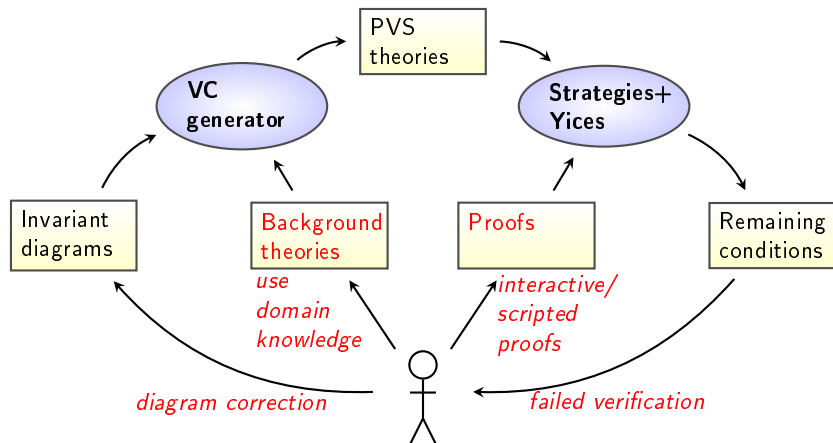 PVS
theories
VC
generator
Strategies+
Yices
Invariant
diagrams
Background
theories
Proofs
Remaining
conditions
use
domain
knowledge
interactive/
scripted
proofs
diagram correction
failed verification